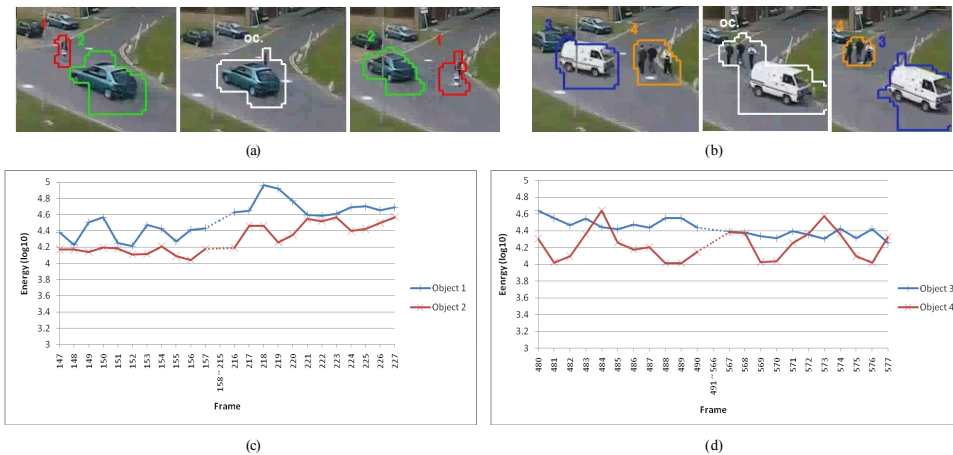 1
2
oc.
2
1
3
4
oc.
4
3
(a)
(b)
Energy (log10)
5
4.8
4.6
4.4
4.2
4
3.8
3.6
3.4
3.2
3
147 148 149 150 151 152 153 154 155 156 157 158~215 216 217 218 219 220 221 222 223 224 225 226 227
Frame
Object 1
Object 2
Eenrgy (log10)
5
4.8
4.6
4.4
4.2
4
3.8
3.6
3.4
3.2
3
480 481 482 483 484 485 486 487 488 489 490 491~566 567 568 569 570 571 572 573 574 575 576 577
Frame
Object 3
Object 4
(c)
(d)